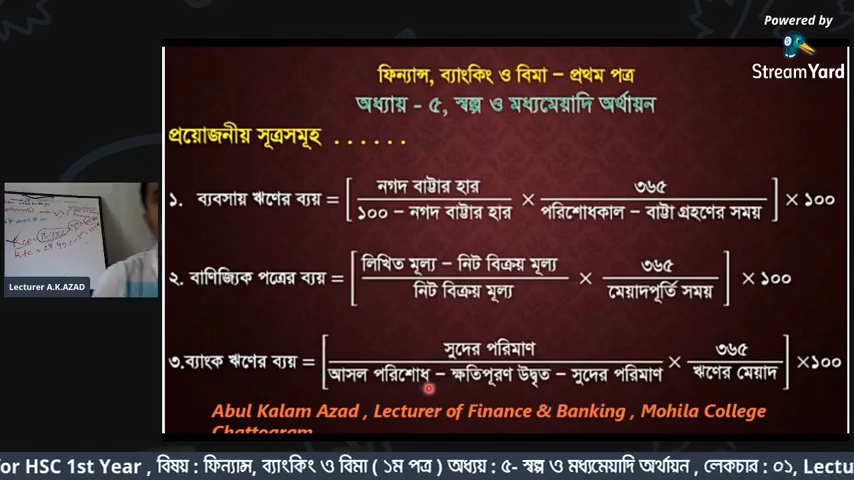 Powered by
StreamYard
ফিন্যান্স, ব্যাংকিং ও বিমা – প্রথম পত্র
অধ্যায় - ৫, স্বল্প ও মধ্যমেয়াদি অর্থায়ন
প্রয়োজনীয় সূত্রসমূহ ......
১. ব্যবসায় ঋণের ব্যয় = [নগদ বাট্টার হার / ১০০ – নগদ বাট্টার হার × ৩৬৫ / পরিশোধকাল – বাট্টা গ্রহণের সময়] × ১০০
২. বাণিজ্যিক পত্রের ব্যয় = [লিখিত মূল্য – নিট বিক্রয় মূল্য / নিট বিক্রয় মূল্য × ৩৬৫ / মেয়াদপূর্তি সময়] × ১০০
৩.ব্যাংক ঋণের ব্যয় = [সুদের পরিমাণ / আসল পরিশোধ – ক্ষতিপূরণ উদ্বৃত – সুদের পরিমাণ × ৩৬৫ / ঋণের মেয়াদ] ×১০০
Lecturer A.K.AZAD
Abul Kalam Azad , Lecturer of Finance & Banking , Mohila College
Chattogram
for HSC 1st Year , বিষয় : ফিন্যান্স, ব্যাংকিং ও বিমা ( ১ম পত্র ) অধ্যায় : ৫- স্বল্প ও মধ্যমেয়াদি অর্থায়ন , লেকচার : ০১, Lectu